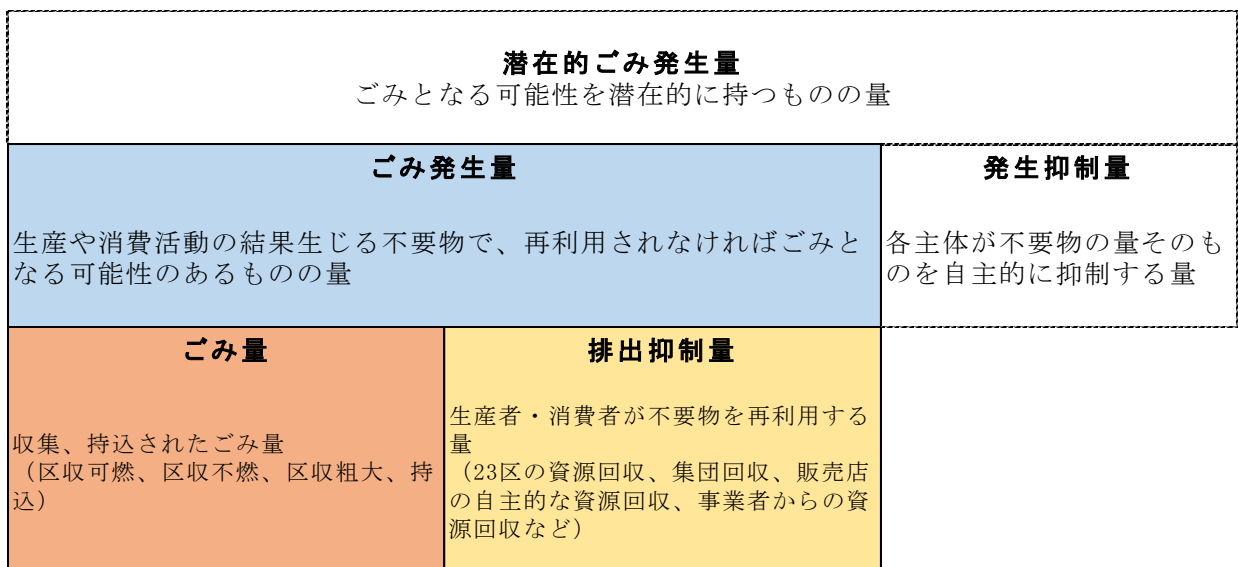 潜在的ごみ発生量
ごみとなる可能性を潜在的に持つものの量
ごみ発生量
生産や消費活動の結果生じる不要物で、再利用されなければごみと
なる可能性のあるものの量
発生抑制量
各主体が不要物の量そのも
のを自主的に抑制する量
ごみ量
収集、持込されたごみ量
（区収可燃、区収不燃、区収粗大、持
込）
排出抑制量
生産者・消費者が不要物を再利用する
量
（23区の資源回収、集団回収、販売店
の自主的な資源回収、事業者からの資
源回収など）